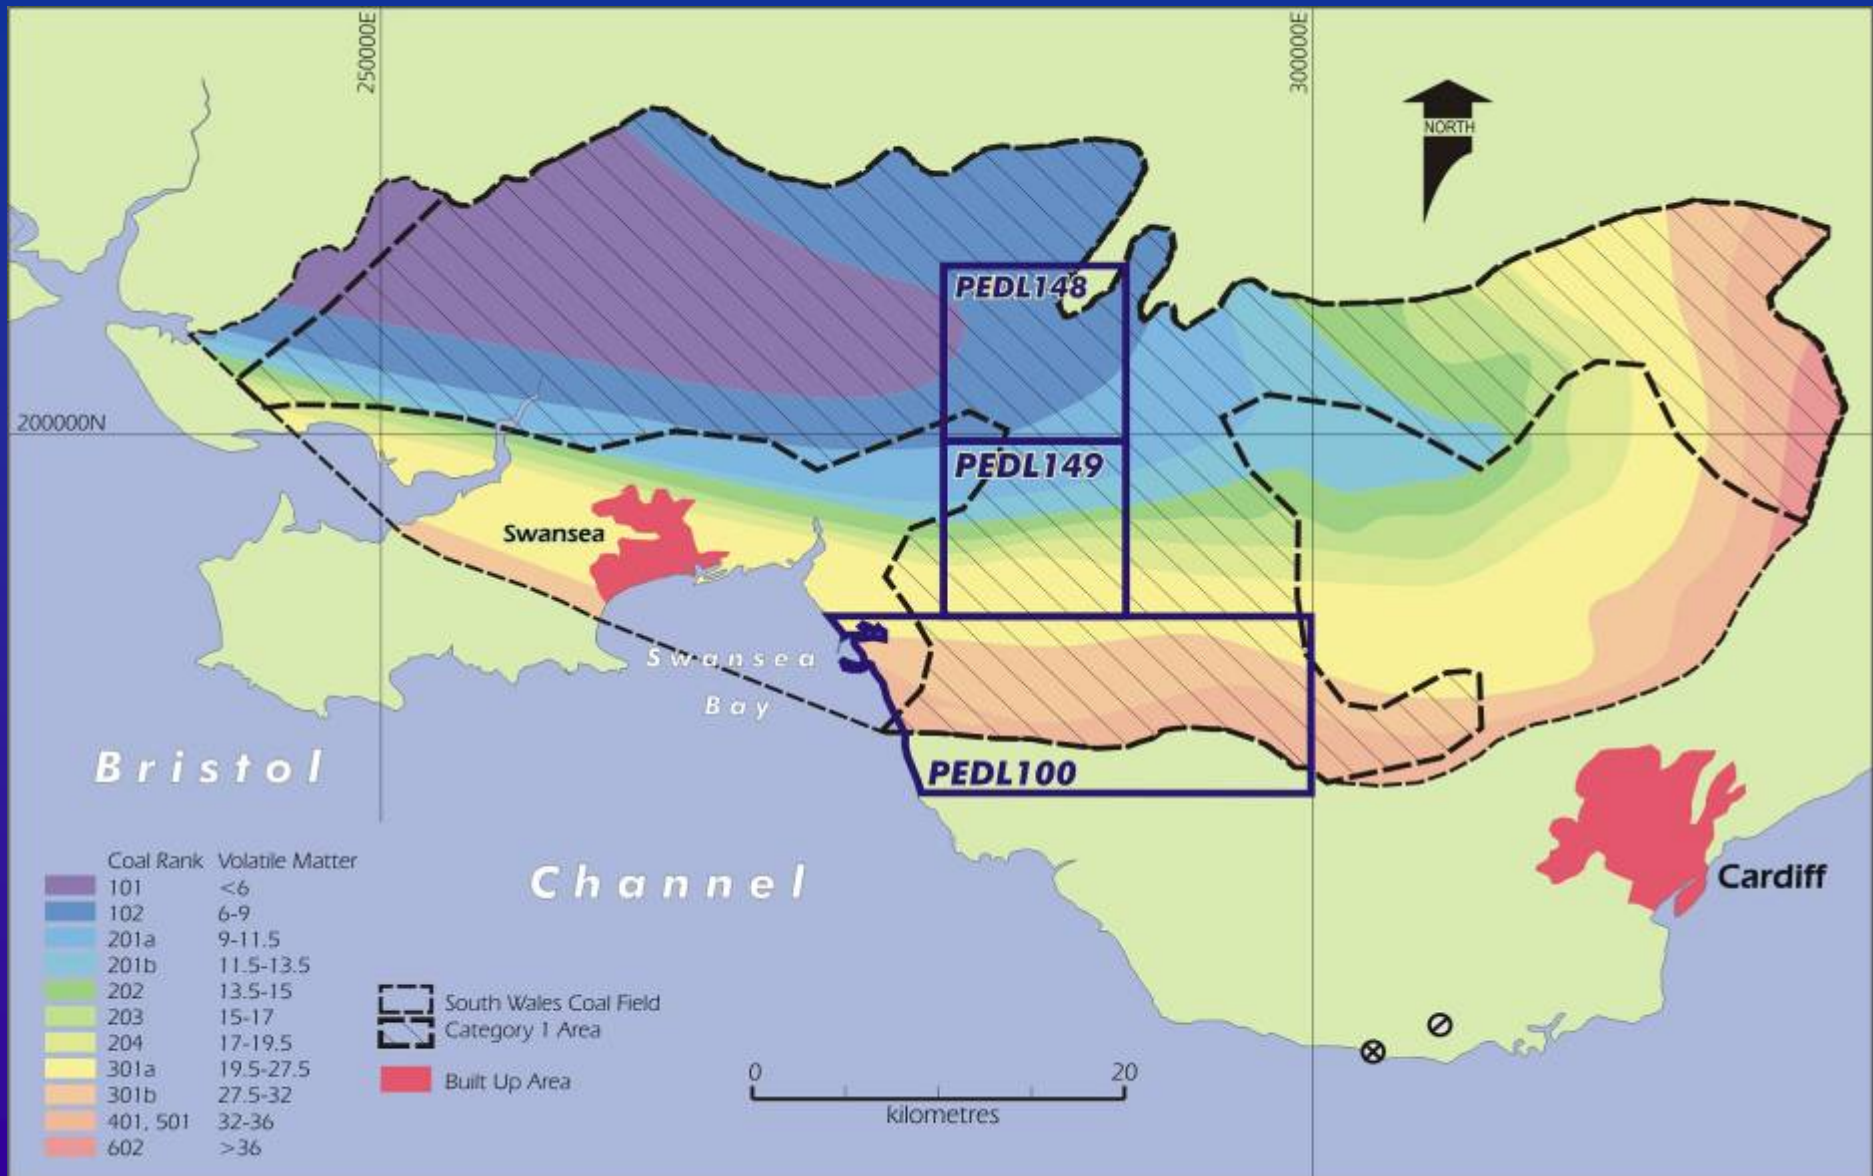 250000E
300000E
NORTH
PEDL148
200000N
PEDL149
Swansea
Swansea
Bay
Bristol
PEDL100
Channel
Cardiff
Coal Rank Volatile Matter
101 <6
102 6-9
201a 9-11.5
201b 11.5-13.5
202 13.5-15
203 15-17
204 17-19.5
301a 19.5-27.5
301b 27.5-32
401, 501 32-36
602 >36
South Wales Coal Field
Category 1 Area
Built Up Area
0 20
kilometres